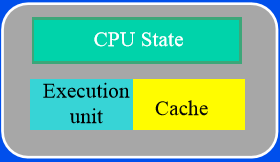 CPU State
Execution
unit
Cache